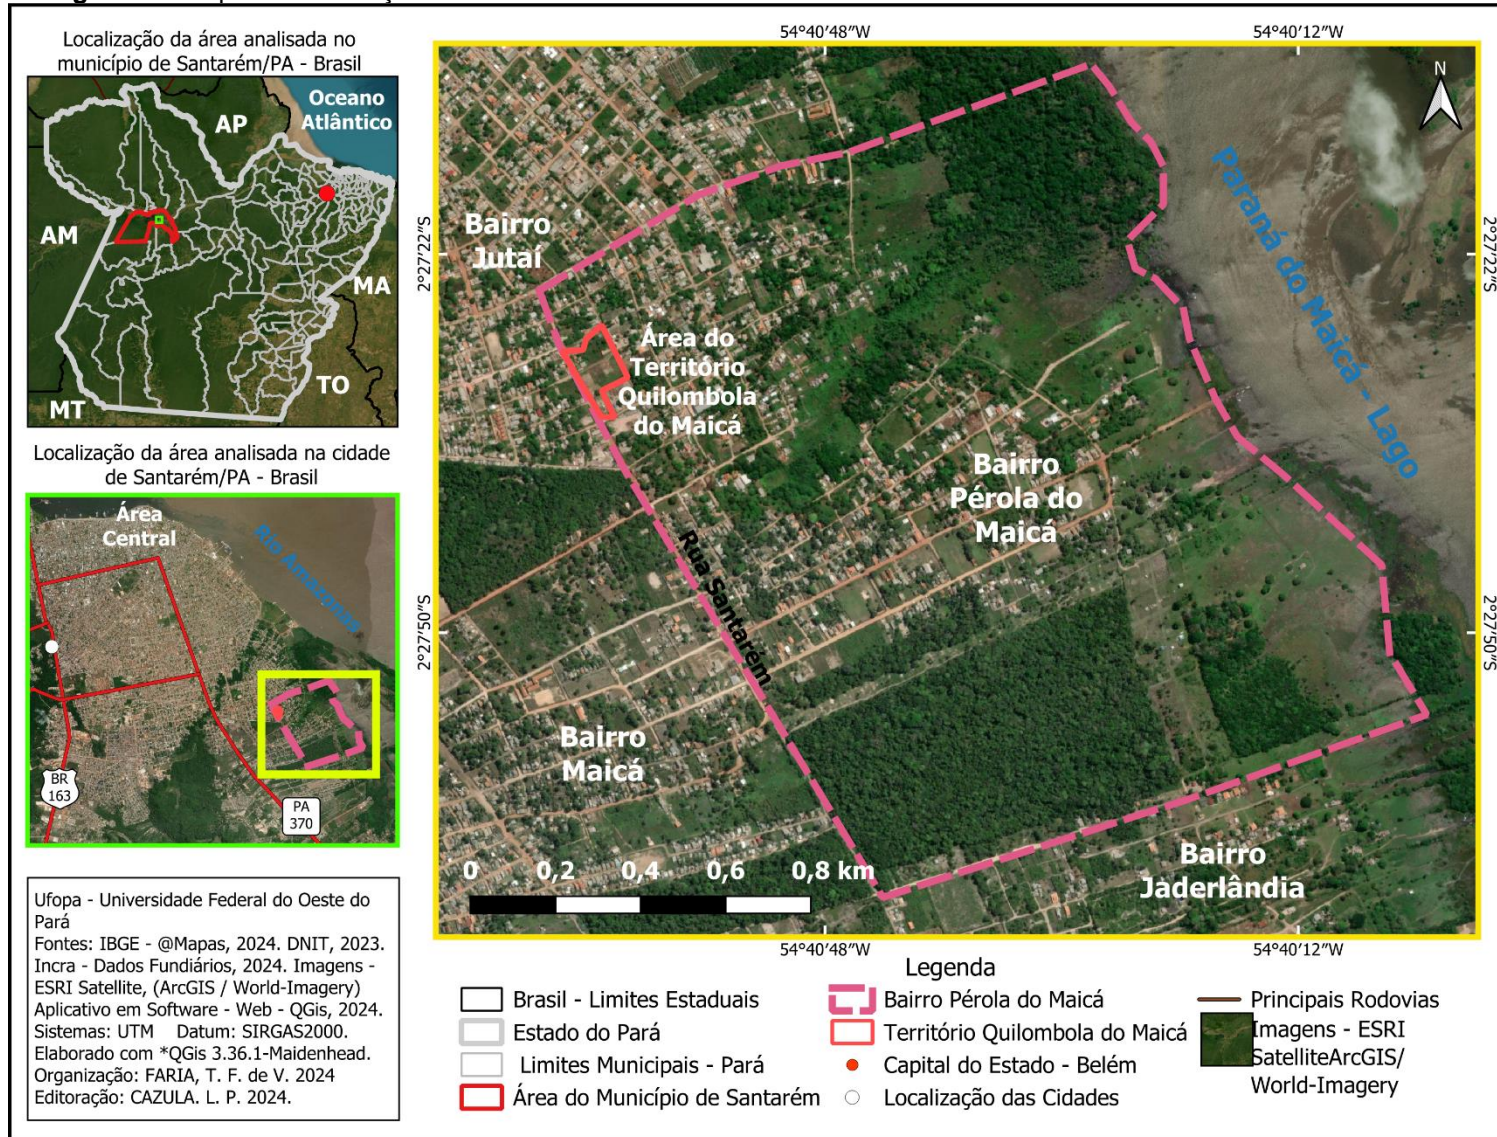 Localização da área analisada no
município de Santarém/PA - Brasil
Oceano
Atlântico
AP
AM
MA
TO
MT
Localização da área analisada na cidade
de Santarém/PA - Brasil
Área
Central
Rio Amazonas
BR
163
PA
370
Ufopa - Universidade Federal do Oeste do
Pará
Fontes: IBGE - @Mapas, 2024. DNIT, 2023.
Incra - Dados Fundiários, 2024. Imagens -
ESRI Satellite, (ArcGIS / World-Imagery)
Aplicativo em Software - Web - QGis, 2024.
Sistemas: UTM Datum: SIRGAS2000.
Elaborado com *QGis 3.36.1-Maidenhead.
Organização: FARIA, T. F. de V. 2024
Editoração: CAZULA. L. P. 2024.
54°40'48"W
54°40'12"W
N
2°27'22"S
2°27'22"S
Bairro
Jutaí
Paraná do Maicá - Lago
Área do
Território
Quilombola
do Maicá
Bairro
Pérola do
Maicá
Rua Santarém
2°27'50"S
2°27'50"S
Bairro
Maicá
Bairro
Jaderlândia
0 0,2 0,4 0,6 0,8 km
54°40'48"W
54°40'12"W
Legenda
Brasil - Limites Estaduais
Estado do Pará
Limites Municipais - Pará
Área do Município de Santarém
Bairro Pérola do Maicá
Território Quilombola do Maicá
Capital do Estado - Belém
Localização das Cidades
Principais Rodovias
Imagens - ESRI
SatelliteArcGIS/
World-Imagery